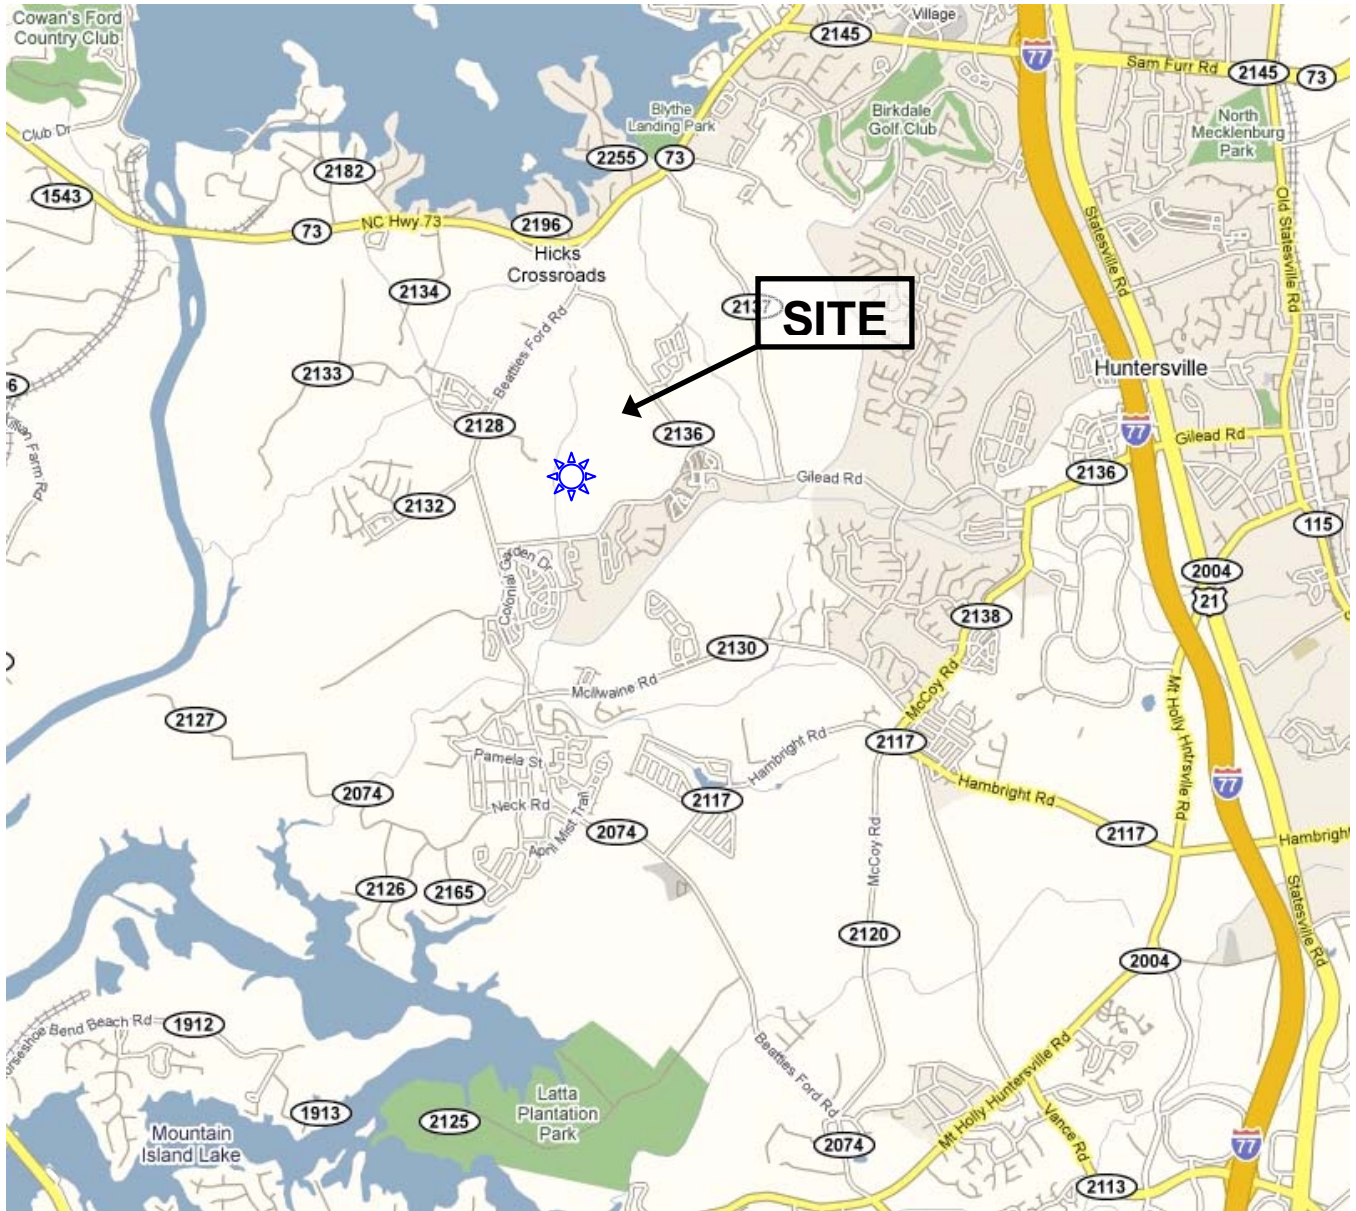 Cowan's Ford
Country Club
Village
2145
77
Sam Furr Rd
2145
73
Blythe
Landing Park
Birkdale
Golf Club
North
Mecklenburg
Park
Club Dr
2182
2255
73
1543
73
NC Hwy 73
2196
Hicks
Crossroads
Statesville Rd
Old Statesville Rd
2134
2137
SITE
Beatties Ford Rd
2133
Huntersville
2128
2136
77
Gilead Rd
Gilead Rd
2136
2132
115
Colonial Garden Dr
2004
21
2138
2130
McIlwaine Rd
McCoy Rd
Mt Holly Hntrsville Rd
2127
2117
Hambright Rd
Pamela St
Hambright Rd
77
2074
Neck Rd
2117
April Mist Trail
2074
McCoy Rd
2117
Hambright
2126
2165
Statesville Rd
2120
2004
Bend Beach Rd
1912
Beatties Ford Rd
Mt Holly Huntersville Rd
Latta
Plantation
Park
1913
2125
Vance Rd
Mountain
Island Lake
2074
77
2113